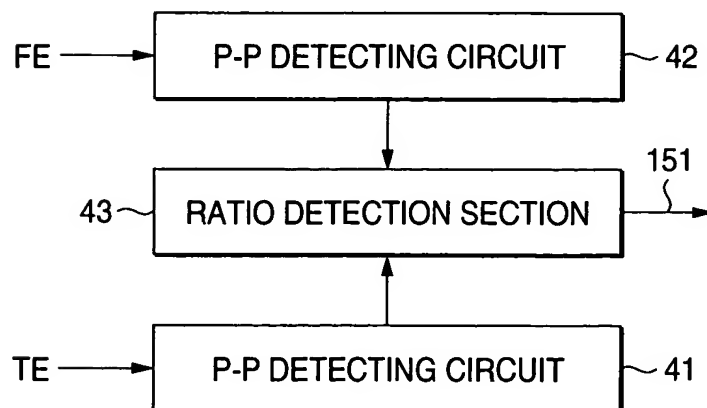 FE P-P DETECTING CIRCUIT 42
151
43 RATIO DETECTION SECTION
TE P-P DETECTING CIRCUIT 41